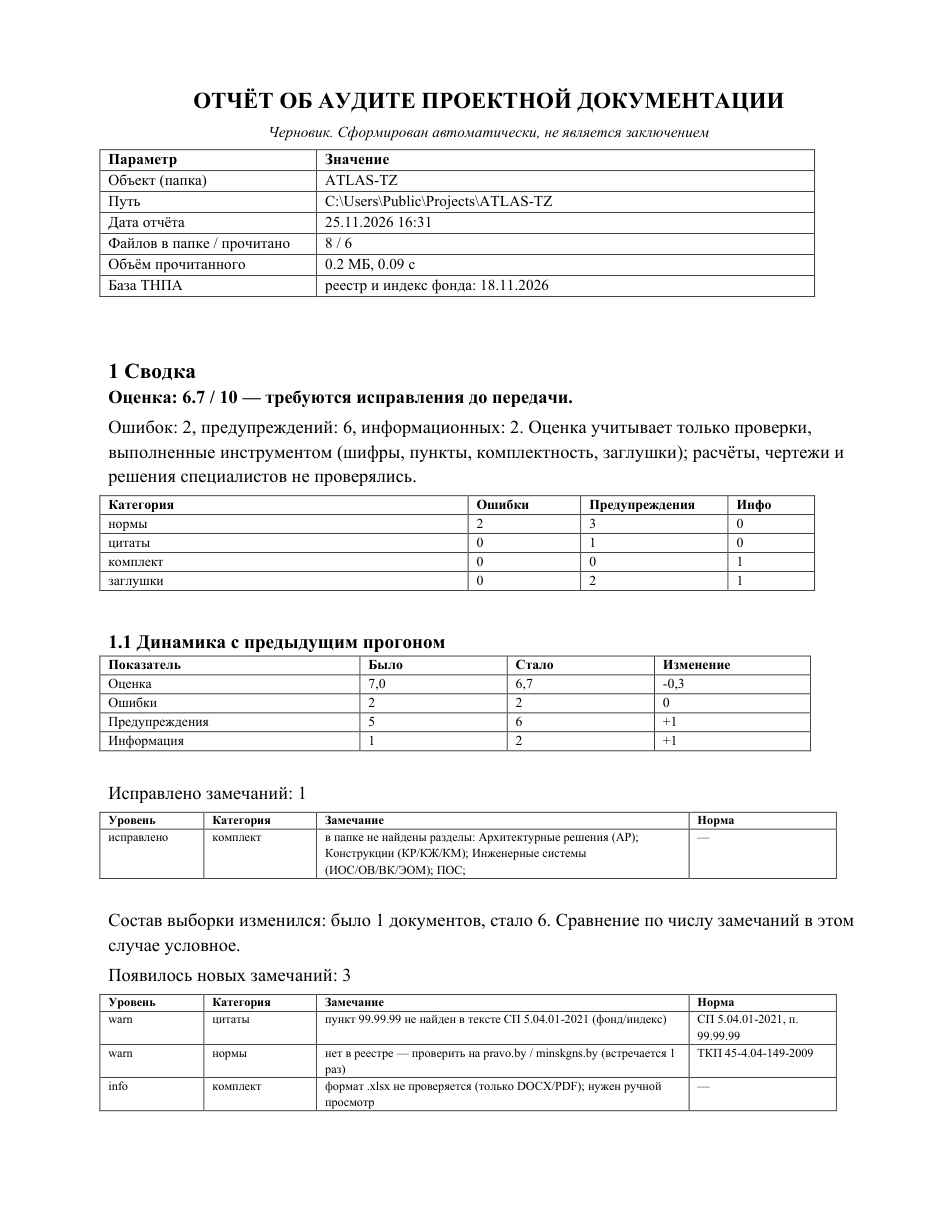 ОТЧЁТ ОБ АУДИТЕ ПРОЕКТНОЙ ДОКУМЕНТАЦИИ
Черновик. Сформирован автоматически, не является заключением
Параметр Значение
Объект (папка) ATLAS-TZ
Путь C:\Users\Public\Projects\ATLAS-TZ
Дата отчёта 25.11.2026 16:31
Файлов в папке / прочитано 8 / 6
Объём прочитанного 0.2 МБ, 0.09 с
База ТНПА реестр и индекс фонда: 18.11.2026
1 Сводка
Оценка: 6.7 / 10 — требуются исправления до передачи.
Ошибок: 2, предупреждений: 6, информационных: 2. Оценка учитывает только проверки,
выполненные инструментом (шифры, пункты, комплектность, заглушки); расчёты, чертежи и
решения специалистов не проверялись.
Категория Ошибки Предупреждения Инфо
нормы 2 3 0
цитаты 0 1 0
комплект 0 0 1
заглушки 0 2 1
1.1 Динамика с предыдущим прогоном
Показатель Было Стало Изменение
Оценка 7,0 6,7 -0,3
Ошибки 2 2 0
Предупреждения 5 6 +1
Информация 1 2 +1
Исправлено замечаний: 1
Уровень Категория Замечание Норма
исправлено комплект в папке не найдены разделы: Архитектурные решения (АР); —
Конструкции (КР/КЖ/КМ); Инженерные системы
(ИОС/ОВ/ВК/ЭОМ); ПОС;
Состав выборки изменился: было 1 документов, стало 6. Сравнение по числу замечаний в этом
случае условное.
Появилось новых замечаний: 3
Уровень Категория Замечание Норма
warn цитаты пункт 99.99.99 не найден в тексте СП 5.04.01-2021 (фонд/индекс) СП 5.04.01-2021, п.
99.99.99
warn нормы нет в реестре — проверить на pravo.by / minskgns.by (встречается 1 ТКП 45-4.04-149-2009
раз)
info комплект формат .xlsx не проверяется (только DOCX/PDF); нужен ручной —
просмотр